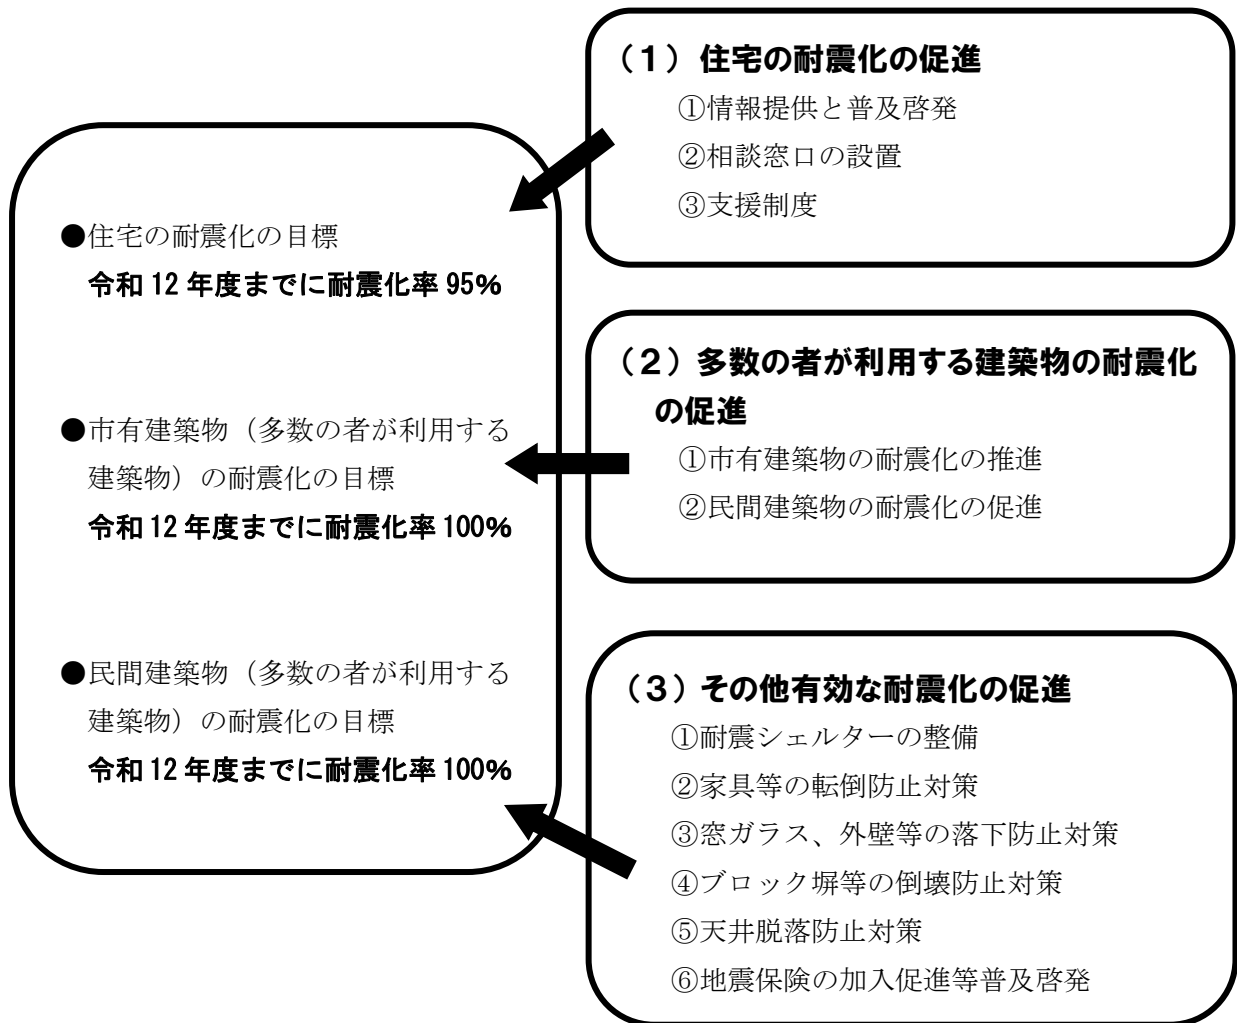 ●住宅の耐震化の目標
令和 12 年度までに耐震化率 95%
●市有建築物（多数の者が利用する
建築物）の耐震化の目標
令和 12 年度までに耐震化率 100%
●民間建築物（多数の者が利用する
建築物）の耐震化の目標
令和 12 年度までに耐震化率 100%
（１）住宅の耐震化の促進
①情報提供と普及啓発
②相談窓口の設置
③支援制度
（２）多数の者が利用する建築物の耐震化
の促進
①市有建築物の耐震化の推進
②民間建築物の耐震化の促進
（３）その他有効な耐震化の促進
①耐震シェルターの整備
②家具等の転倒防止対策
③窓ガラス、外壁等の落下防止対策
④ブロック塀等の倒壊防止対策
⑤天井脱落防止対策
⑥地震保険の加入促進等普及啓発